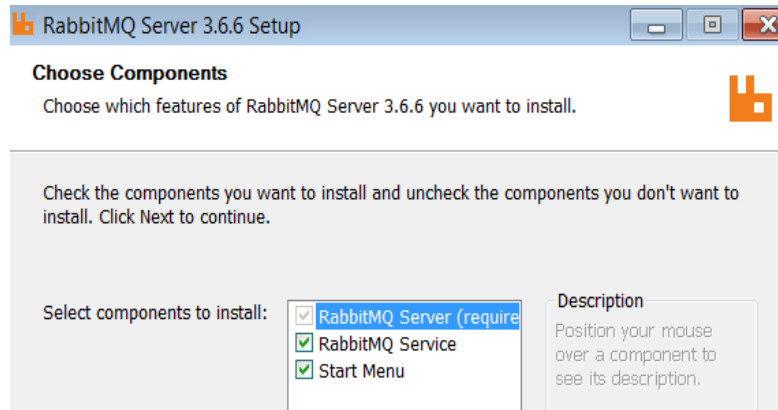 RabbitMQ Server 3.6.6 Setup
Choose Components
Choose which features of RabbitMQ Server 3.6.6 you want to install.
Check the components you want to install and uncheck the components you don't want to
install. Click Next to continue.
Select components to install:
RabbitMQ Server (require
RabbitMQ Service
Start Menu
Description
Position your mouse
over a component to
see its description.